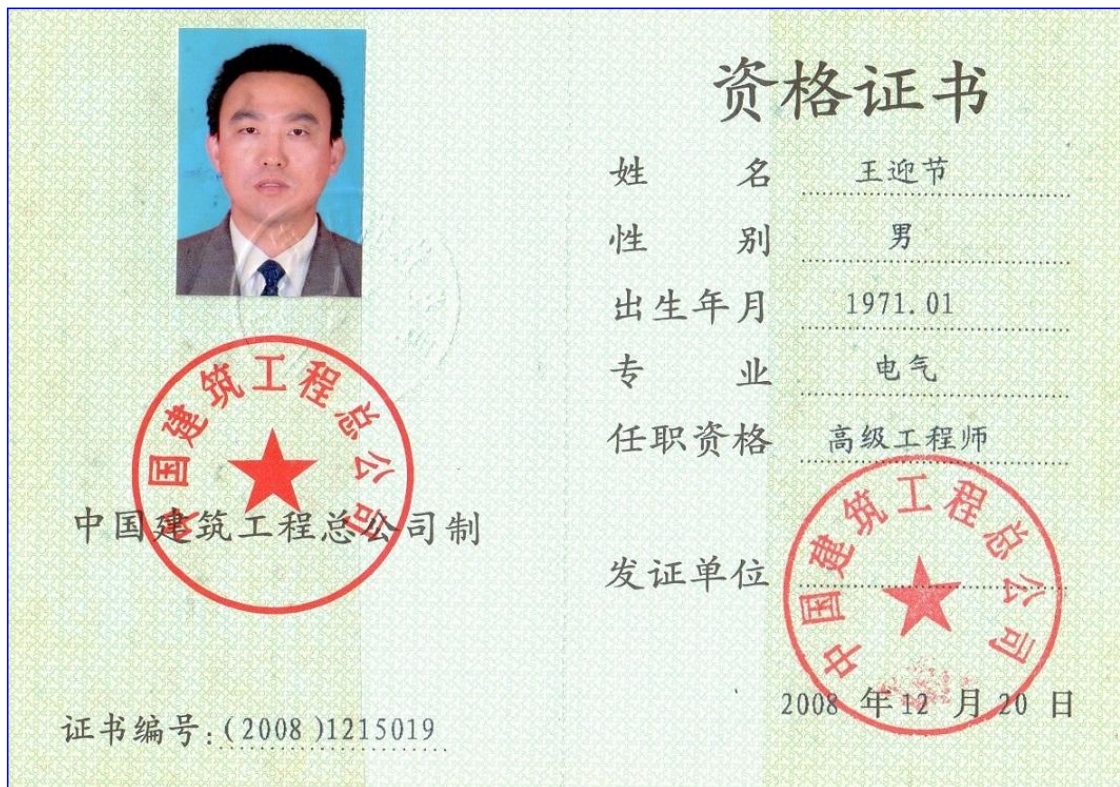 中国建筑工程总公司
中国建筑工程总公司制
证书编号:(2008)1215019
资格证书
姓 名 王迎节
性 别 男
出生年月 1971.01
专 业 电气
任职资格 高级工程师
发证单位
中国建筑工程总公司
2008 年 12 月 20 日